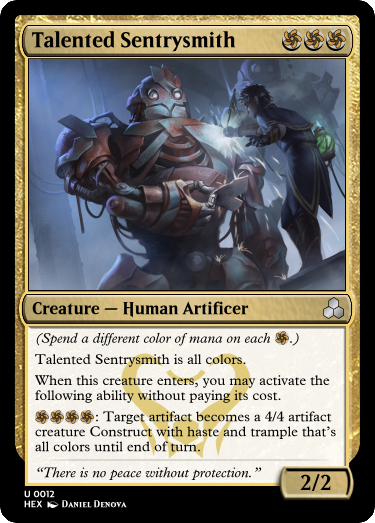 Talented Sentrysmith
Creature — Human Artificer
(Spend a different color of mana on each .)
Talented Sentrysmith is all colors.
When this creature enters, you may activate the
following ability without paying its cost.
: Target artifact becomes a 4/4 artifact
creature Construct with haste and trample that's
all colors until end of turn.
"There is no peace without protection."
2/2
U 0012
HEX Daniel Denova